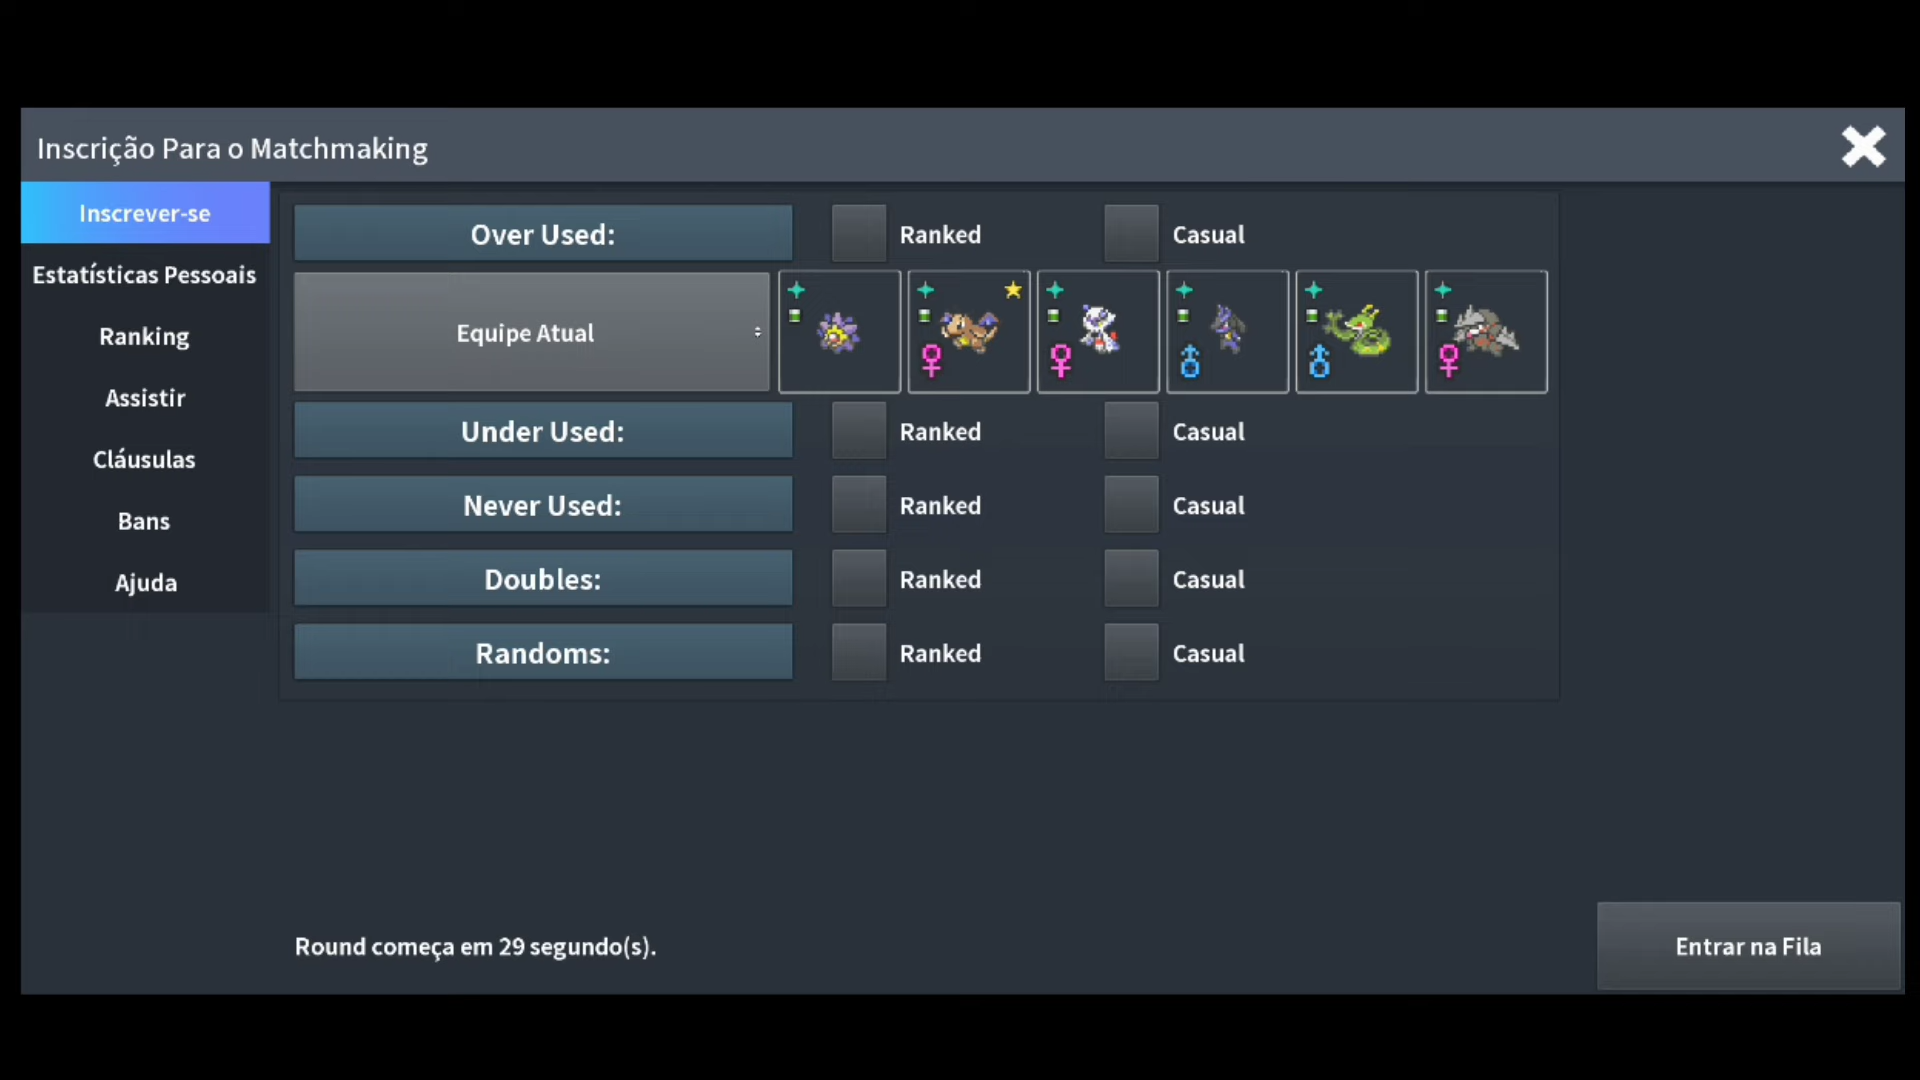 Inscrição Para o Matchmaking
Inscrever-se
Estatísticas Pessoais
Ranking
Assistir
Cláusulas
Bans
Ajuda
Over Used: Ranked Casual
Equipe Atual
Under Used: Ranked Casual
Never Used: Ranked Casual
Doubles: Ranked Casual
Randoms: Ranked Casual
Round começa em 29 segundo(s).
Entrar na Fila